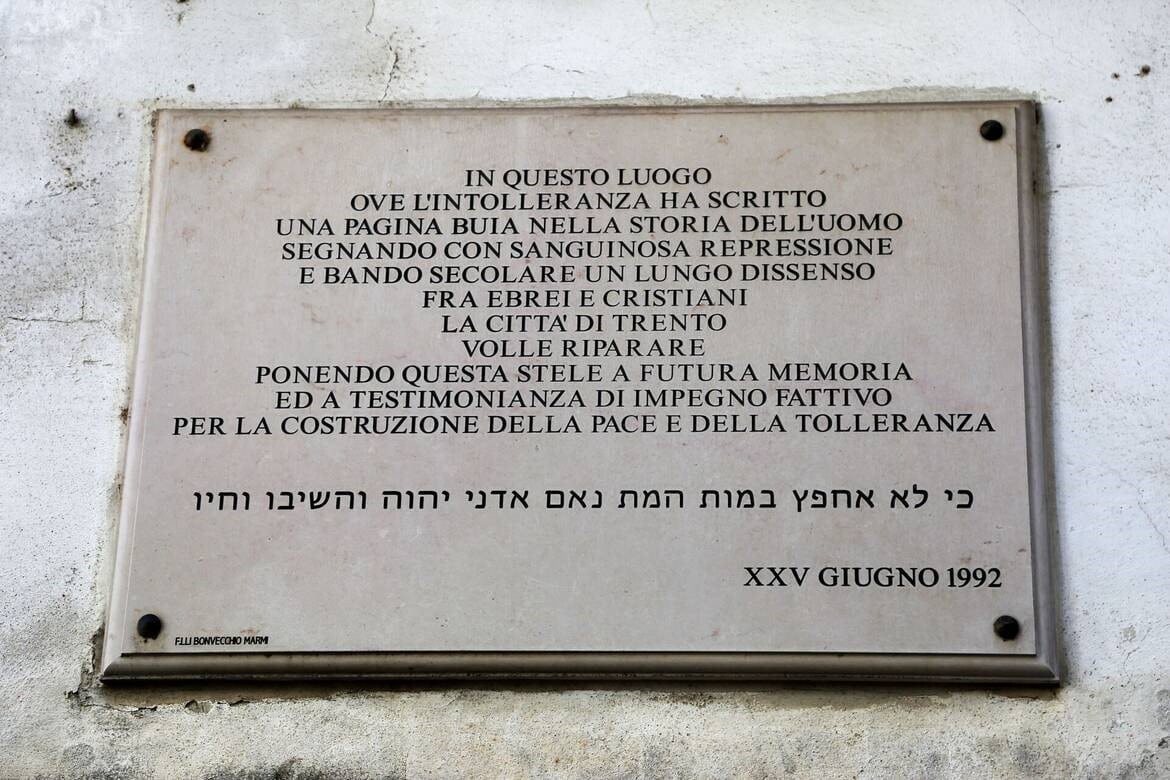 IN QUESTO LUOGO
OVE L'INTOLLERANZA HA SCRITTO
UNA PAGINA BUIA NELLA STORIA DELL'UOMO
SEGNANDO CON SANGUINOSA REPRESSIONE
E BANDO SECOLARE UN LUNGO DISSENSO
FRA EBREI E CRISTIANI
LA CITTA' DI TRENTO
VOLLE RIPARARE
PONENDO QUESTA STELE A FUTURA MEMORIA
ED A TESTIMONIANZA DI IMPEGNO FATTIVO
PER LA COSTRUZIONE DELLA PACE E DELLA TOLLERANZA
כי לא אחפץ במות המת נאם אדני יהוה והשיבו וחיו
XXV GIUGNO 1992
F.LLI BONVECCHIO MARMI